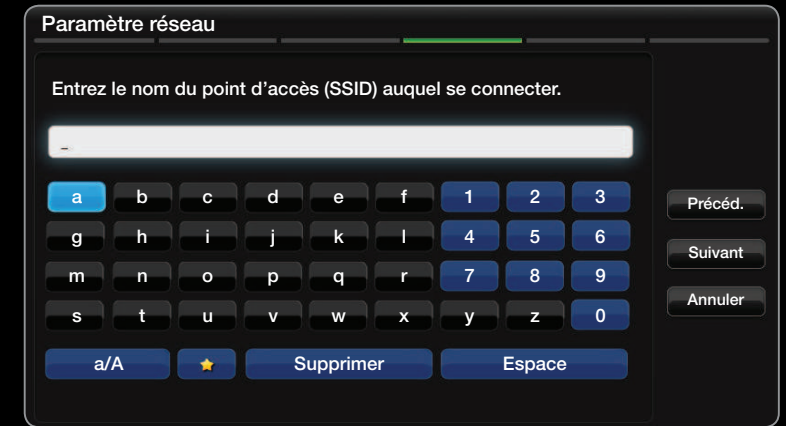 Paramètre réseau
Entrez le nom du point d’accès (SSID) auquel se connecter.
_
a b c d e f 1 2 3
g h i j k l 4 5 6
m n o p q r 7 8 9
s t u v w x y z 0
a/A Supprimer Espace
Précéd.
Suivant
Annuler